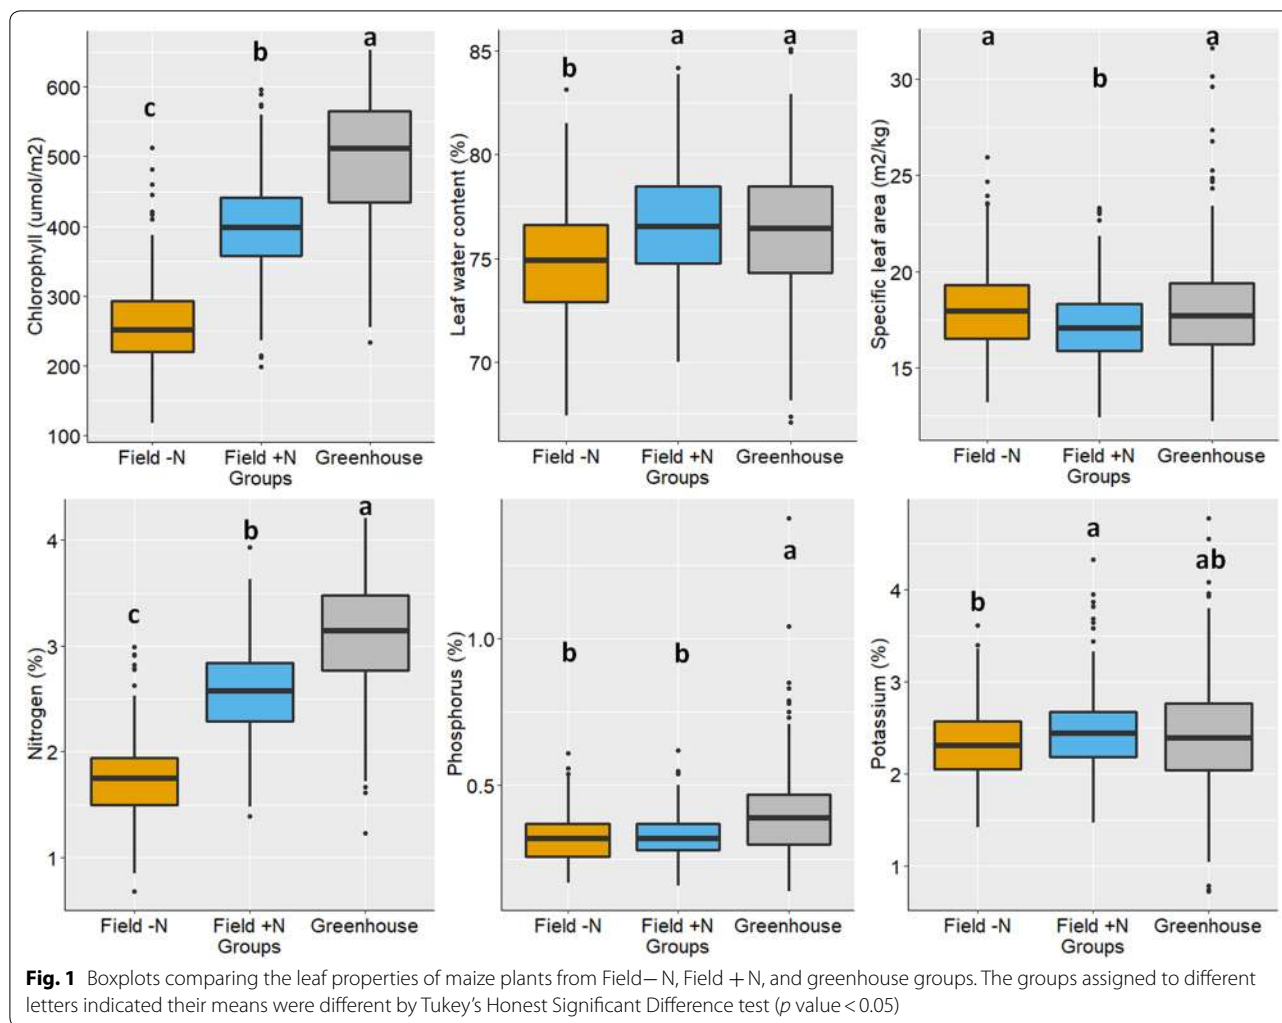 c
b
a
Chlorophyll (umol/m2)
600
500
400
300
200
100
Field -N Field +N Greenhouse
Groups
b
a
a
Leaf water content (%)
85
80
75
70
Field -N Field +N Greenhouse
Groups
a
b
a
Specific leaf area (m2/kg)
30
25
20
15
Field -N Field +N Greenhouse
Groups
c
b
a
Nitrogen (%)
4
3
2
1
Field -N Field +N Greenhouse
Groups
b
b
a
Phosphorus (%)
1.0
0.5
Field -N Field +N Greenhouse
Groups
b
a
ab
Potassium (%)
4
3
2
1
Field -N Field +N Greenhouse
Groups
Fig. 1 Boxplots comparing the leaf properties of maize plants from Field− N, Field + N, and greenhouse groups. The groups assigned to different
letters indicated their means were different by Tukey's Honest Significant Difference test (p value < 0.05)